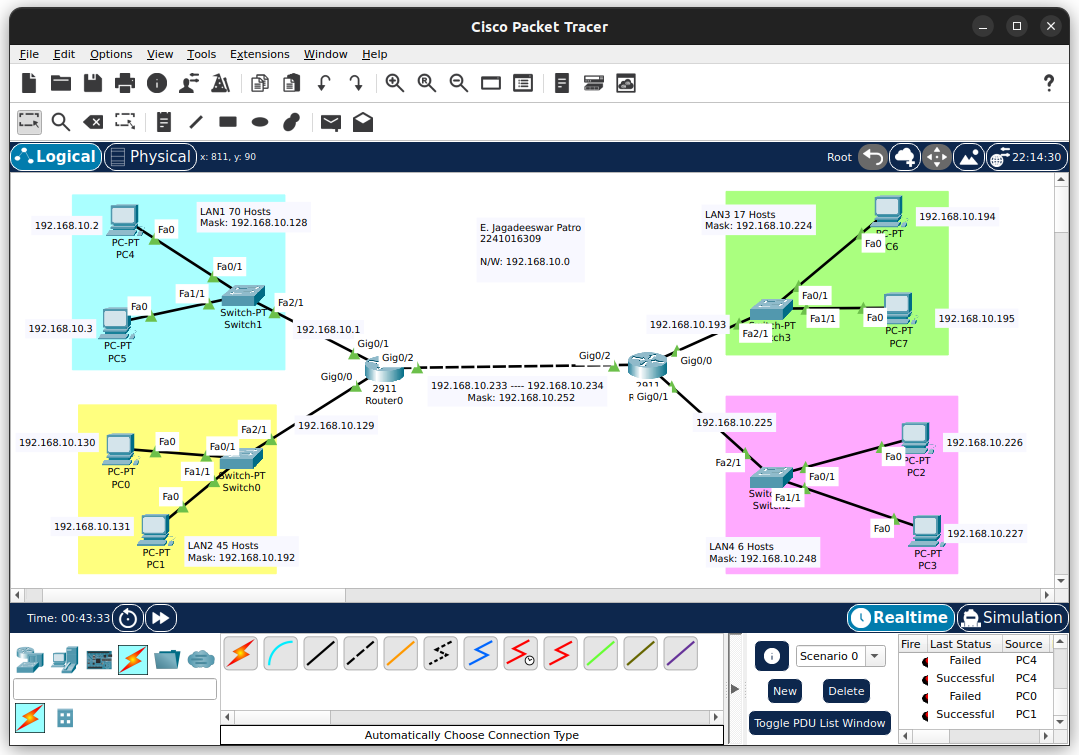 Cisco Packet Tracer
File Edit Options View Tools Extensions Window Help
Logical Physical x: 811, y: 90 Root 22:14:30
192.168.10.2
Fa0
PC-PT
PC4
LAN1 70 Hosts
Mask: 192.168.10.128
Fa0/1
Fa1/1
Fa0
192.168.10.3
PC-PT
PC5
Switch-PT
Switch1
Fa2/1
192.168.10.1
E. Jagadeeswar Patro
2241016309
N/W: 192.168.10.0
LAN3 17 Hosts
Mask: 192.168.10.224
192.168.10.194
PC-PT
C6
Fa0
Fa0/1
Fa1/1
Fa0
192.168.10.195
PC-PT
PC7
192.168.10.193
Fa2/1
tch-PT
ch3
Gig0/1
Gig0/2
Gig0/0
2911
Router0
Gig0/2
Gig0/0
2911
R Gig0/1
192.168.10.233 ---- 192.168.10.234
Mask: 192.168.10.252
192.168.10.129
192.168.10.130
Fa0
PC-PT
PC0
Fa2/1
Fa0/1
Fa1/1
Switch-PT
Switch0
Fa0
192.168.10.131
PC-PT
PC1
LAN2 45 Hosts
Mask: 192.168.10.192
192.168.10.225
Fa2/1
Fa0/1
Fa1/1
Switch2
192.168.10.226
Fa0
PC-PT
PC2
Fa0
192.168.10.227
PC-PT
PC3
LAN4 6 Hosts
Mask: 192.168.10.248
Time: 00:43:33
Realtime Simulation
Automatically Choose Connection Type
Scenario 0
New Delete
Toggle PDU List Window
Fire Last Status Source
Failed PC4
Successful PC4
Failed PC0
Successful PC1